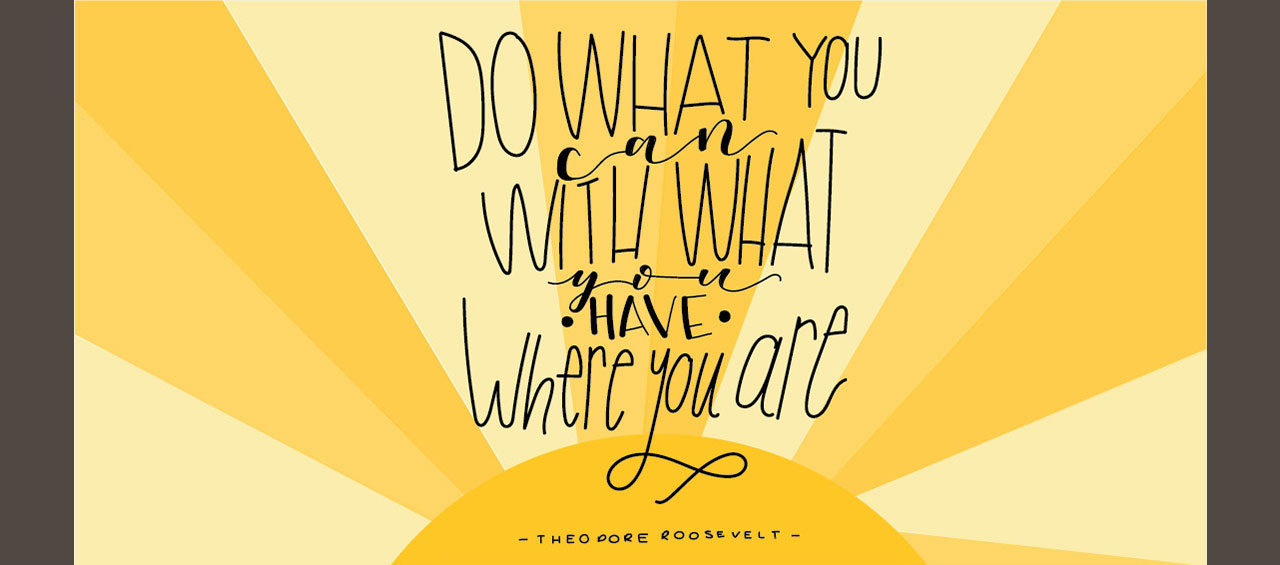 DO WHAT YOU
can
WITH WHAT
you
• HAVE •
Where you are
- THEODORE ROOSEVELT -